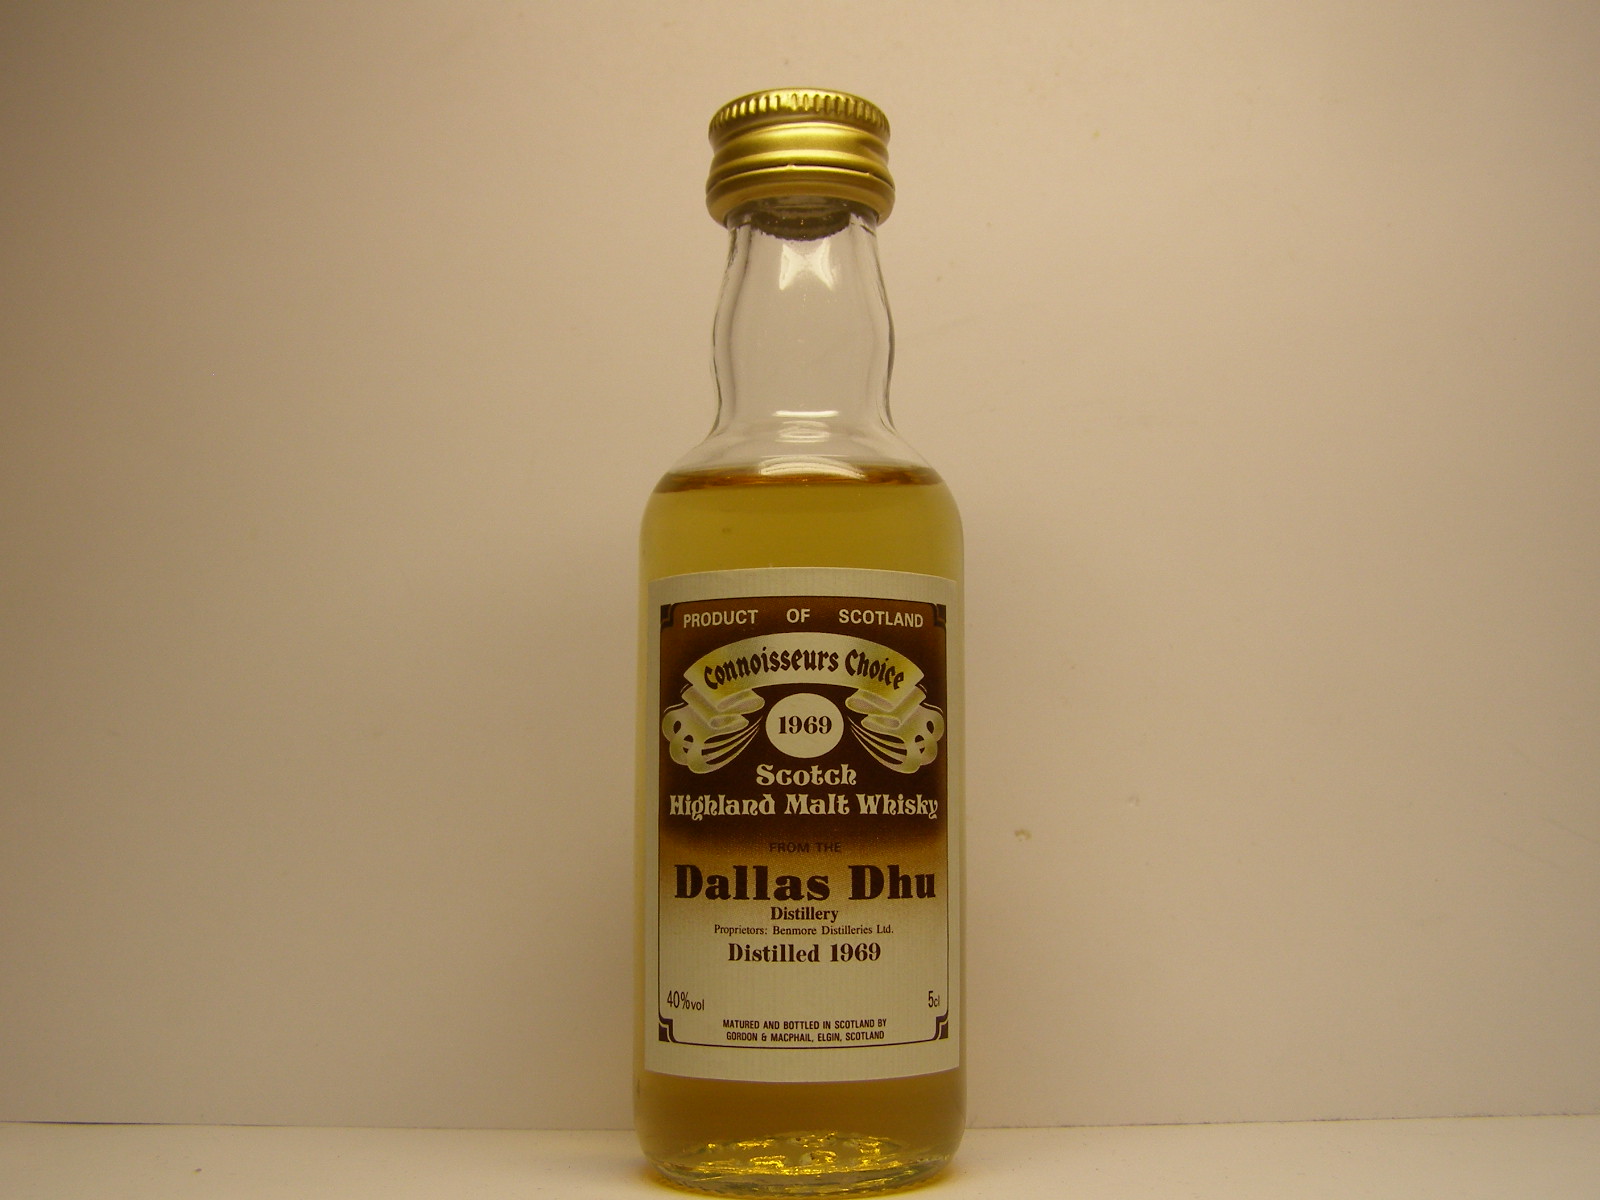 PRODUCT OF SCOTLAND
Connoisseurs Choice
1969
Scotch
Highland Malt Whisky
FROM THE
Dallas Dhu
Distillery
Proprietors: Benmore Distilleries Ltd.
Distilled 1969
40%vol 5cl
MATURED AND BOTTLED IN SCOTLAND BY
GORDON & MACPHAIL, ELGIN, SCOTLAND